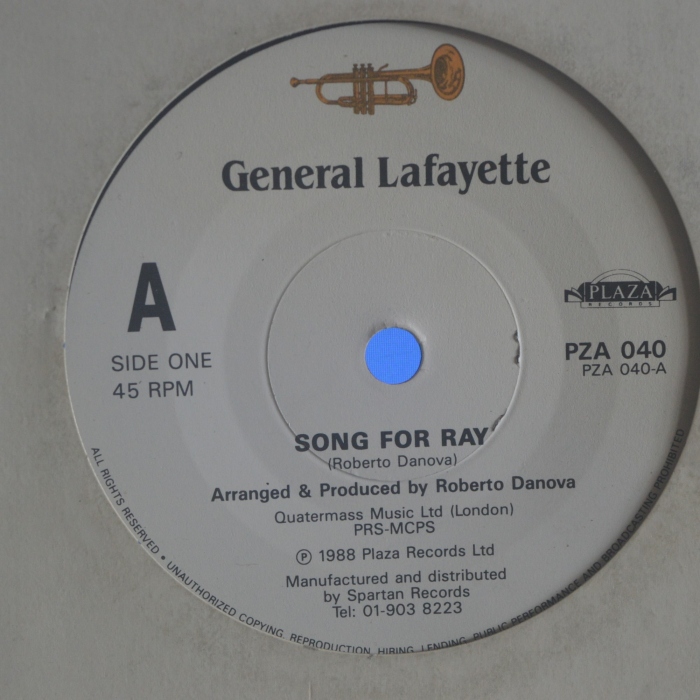 General Lafayette
A
SIDE ONE
45 RPM
PLAZA
RECORDS
PZA 040
PZA 040-A
SONG FOR RAY
(Roberto Danova)
Arranged & Produced by Roberto Danova
Quatermass Music Ltd (London)
PRS-MCPS
Ⓟ 1988 Plaza Records Ltd
Manufactured and distributed
by Spartan Records
Tel: 01-903 8223
ALL RIGHTS RESERVED • UNAUTHORIZED COPYING, REPRODUCTION, HIRING, LENDING, PUBLIC PERFORMANCE AND BROADCASTING PROHIBITED